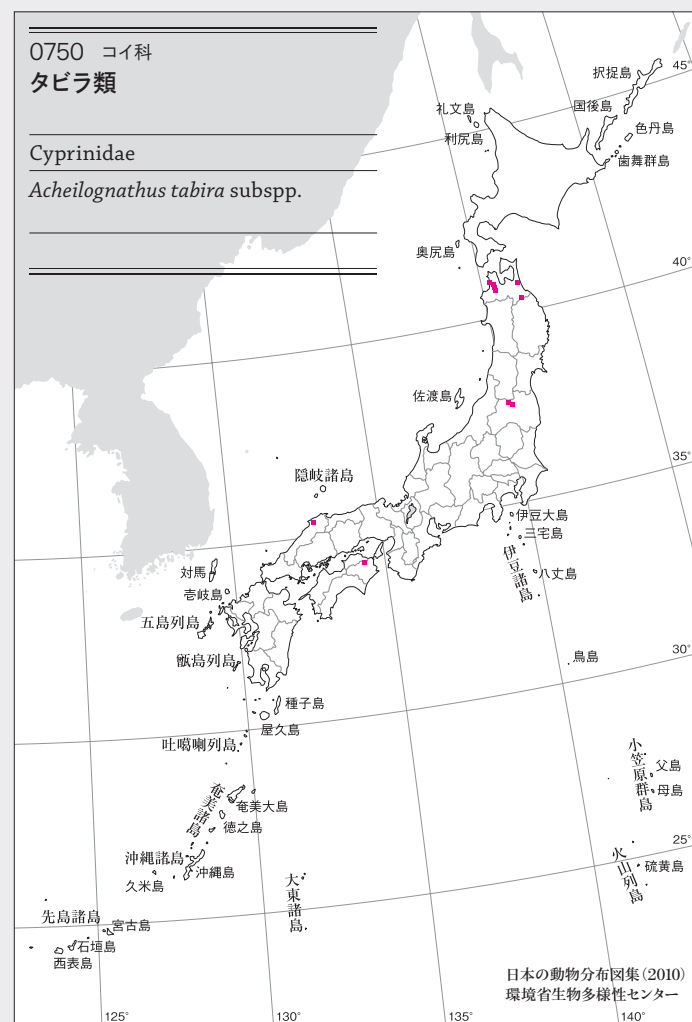 0750 コイ科
タビラ類
Cyprinidae
Acheilognathus tabira subspp.
45°
択捉島
国後島
礼文島
色丹島
利尻島
歯舞群島
奥尻島
40°
佐渡島
35°
隠岐諸島
伊豆大島
三宅島
伊豆諸島
八丈島
対馬
壱岐島
五島列島
甑島列島
鳥島
30°
種子島
屋久島
吐噶喇列島
小笠原群島
父島
母島
奄美諸島
奄美大島
徳之島
25°
沖縄諸島
沖縄島
久米島
火山列島
硫黄島
大東諸島
先島諸島
宮古島
石垣島
西表島
日本の動物分布図集(2010)
環境省生物多様性センター
125°
130°
135°
140°